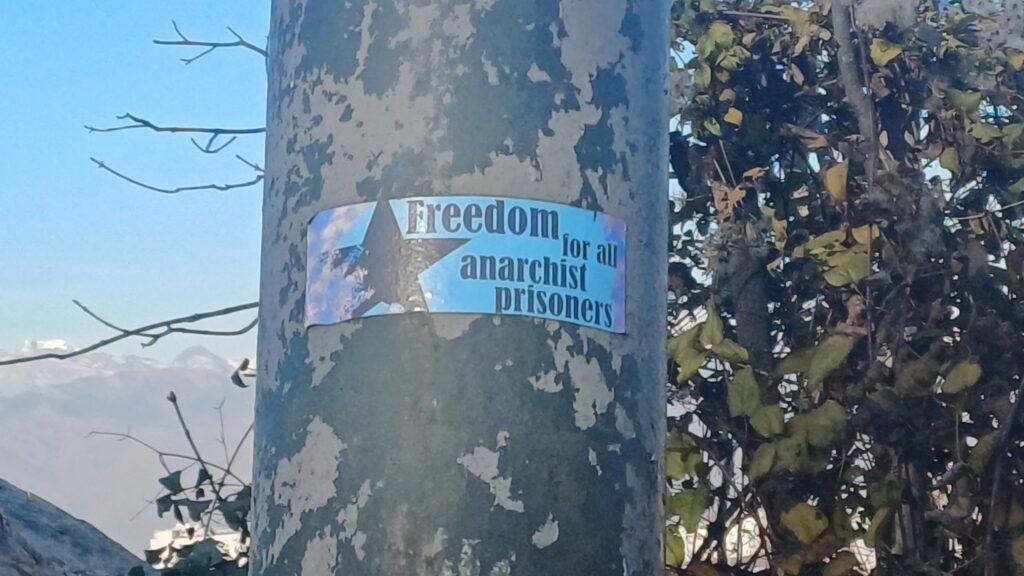 Freedom
for all
anarchist
prisoners